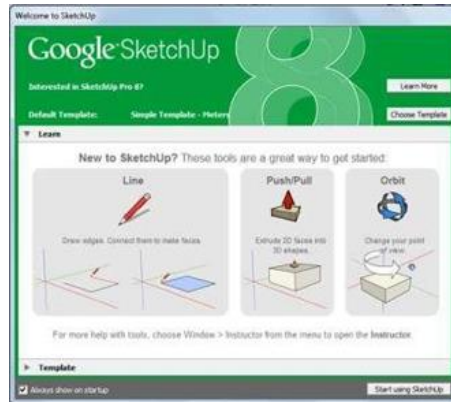 Welcome to SketchUp
Google SketchUp
8
Interested in SketchUp Pro 8?
Learn More
Default Template: Simple Template - Meters
Choose Template
Learn
New to SketchUp? These tools are a great way to get started:
Line
Push/Pull
Orbit
Draw edges. Connect them to make faces.
Extrude 2D faces into
3D shapes.
Change your point
of view.
For more help with tools, choose Window > Instructor from the menu to open the Instructor.
Template
Always show on startup
Start using SketchUp